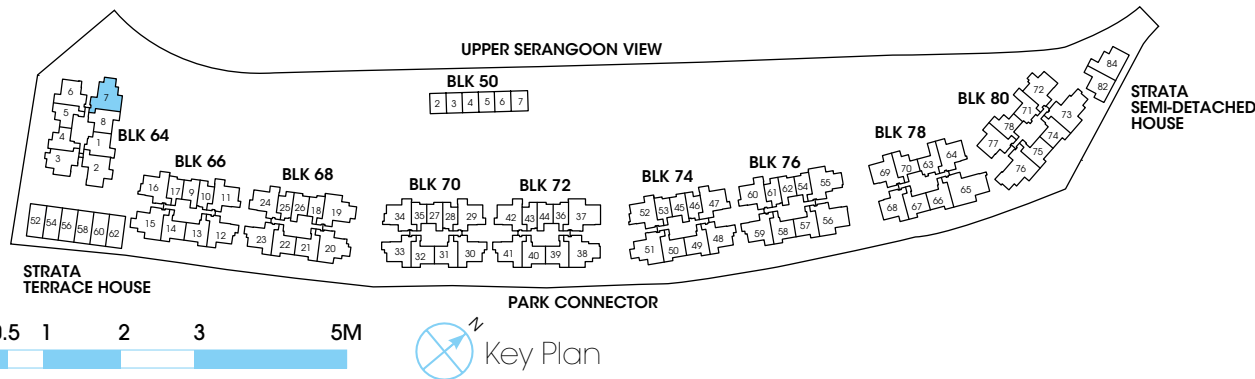 UPPER SERANGOON VIEW
BLK 50
2 3 4 5 6 7
BLK 64
6 7
5 8
4 1
3 2
BLK 66
16 17 9 10 11
15 14 13 12
BLK 68
24 25 26 18 19
23 22 21 20
BLK 70
34 35 27 28 29
33 32 31 30
BLK 72
42 43 44 36 37
41 40 39 38
BLK 74
52 53 45 46 47
51 50 49 48
BLK 76
60 61 62 54 55
59 58 57 56
BLK 78
69 70 63 64
68 67 66 65
BLK 80
72 73
71 74
78 75
77 76
84
82
STRATA
SEMI-DETACHED
HOUSE
52 54 56 58 60 62
STRATA
TERRACE HOUSE
PARK CONNECTOR
0.5 1 2 3 5M
N
Key Plan